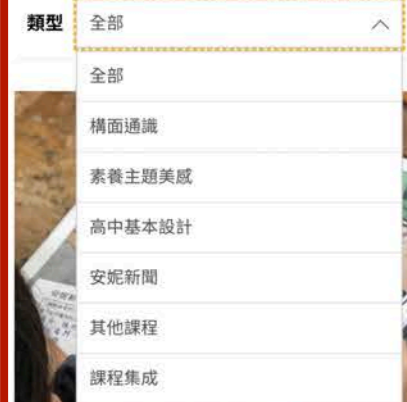 類型 全部
全部
構面通識
素養主題美感
高中基本設計
安妮新聞
其他課程
課程集成